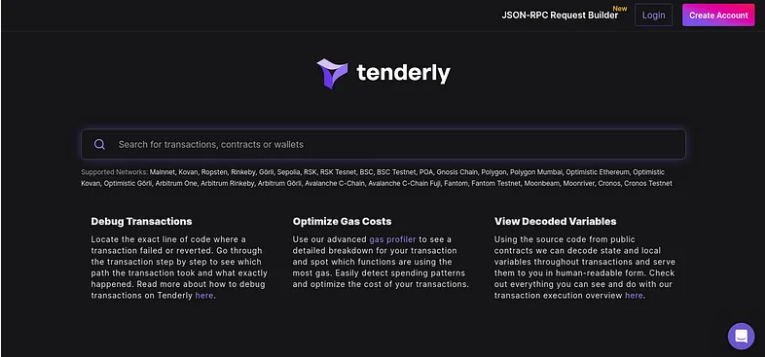 New
JSON-RPC Request Builder
Login
Create Account
tenderly
Search for transactions, contracts or wallets
Supported Networks: Mainnet, Kovan, Ropsten, Rinkeby, Görli, Sepolia, RSK, RSK Tesnet, BSC, BSC Testnet, POA, Gnosis Chain, Polygon, Polygon Mumbai, Optimistic Ethereum, Optimistic
Kovan, Optimistic Görli, Arbitrum One, Arbitrum Rinkeby, Arbitrum Görli, Avalanche C-Chain, Avalanche C-Chain Fuji, Fantom, Fantom Testnet, Moonbeam, Moonriver, Cronos, Cronos Testnet
Debug Transactions
Locate the exact line of code where a
transaction failed or reverted. Go through
the transaction step by step to see which
path the transaction took and what exactly
happened. Read more about how to debug
transactions on Tenderly here.
Optimize Gas Costs
Use our advanced gas profiler to see a
detailed breakdown for your transaction
and spot which functions are using the
most gas. Easily detect spending patterns
and optimize the cost of your transactions.
View Decoded Variables
Using the source code from public
contracts we can decode state and local
variables throughout transactions and serve
them to you in human-readable form. Check
out everything you can see and do with our
transaction execution overview here.